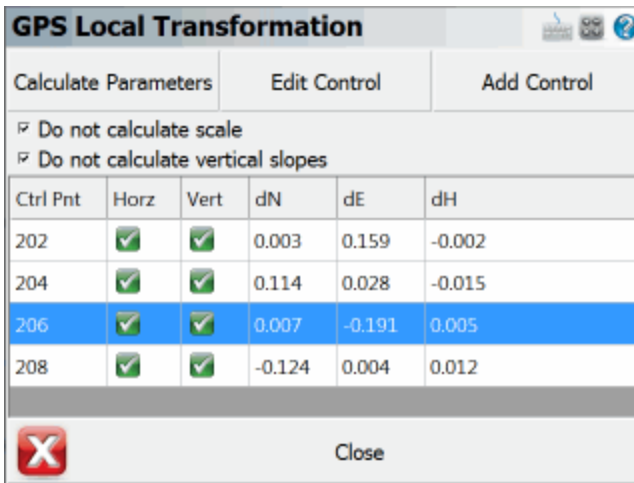 GPS Local Transformation
Calculate Parameters Edit Control Add Control
Do not calculate scale
Do not calculate vertical slopes
Ctrl Pnt Horz Vert dN dE dH
202 0.003 0.159 -0.002
204 0.114 0.028 -0.015
206 0.007 -0.191 0.005
208 -0.124 0.004 0.012
Close